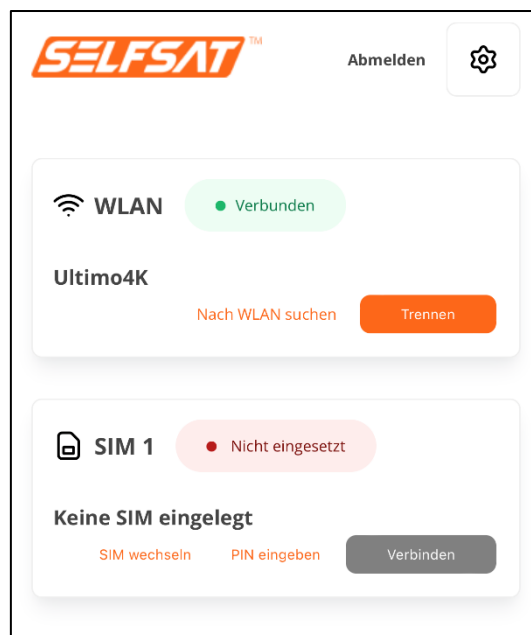 SELFSAT™
Abmelden
WLAN
Verbunden
Ultimo4K
Nach WLAN suchen
Trennen
SIM 1
Nicht eingesetzt
Keine SIM eingelegt
SIM wechseln
PIN eingeben
Verbinden